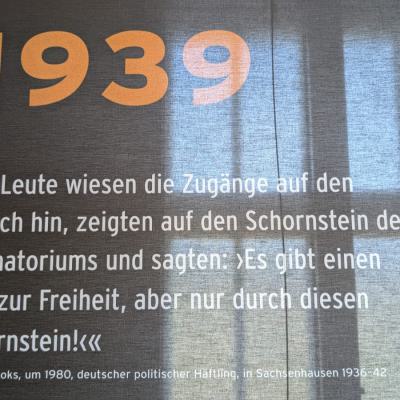 1939
Leute wiesen die Zugänge auf den
ch hin, zeigten auf den Schornstein de
natoriums und sagten: ›Es gibt einen
zur Freiheit, aber nur durch diesen
rnstein!‹«
oks, um 1980, deutscher politischer Häftling, in Sachsenhausen 1936–42